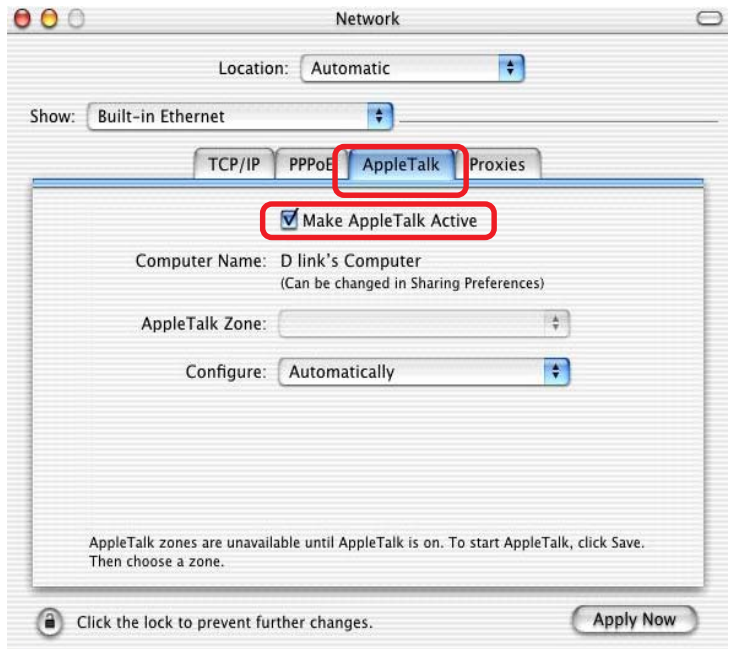 Network
Location: Automatic
Show: Built-in Ethernet
TCP/IP PPPoE AppleTalk Proxies
Make AppleTalk Active
Computer Name: D link's Computer
(Can be changed in Sharing Preferences)
AppleTalk Zone:
Configure: Automatically
AppleTalk zones are unavailable until AppleTalk is on. To start AppleTalk, click Save.
Then choose a zone.
Click the lock to prevent further changes.
Apply Now